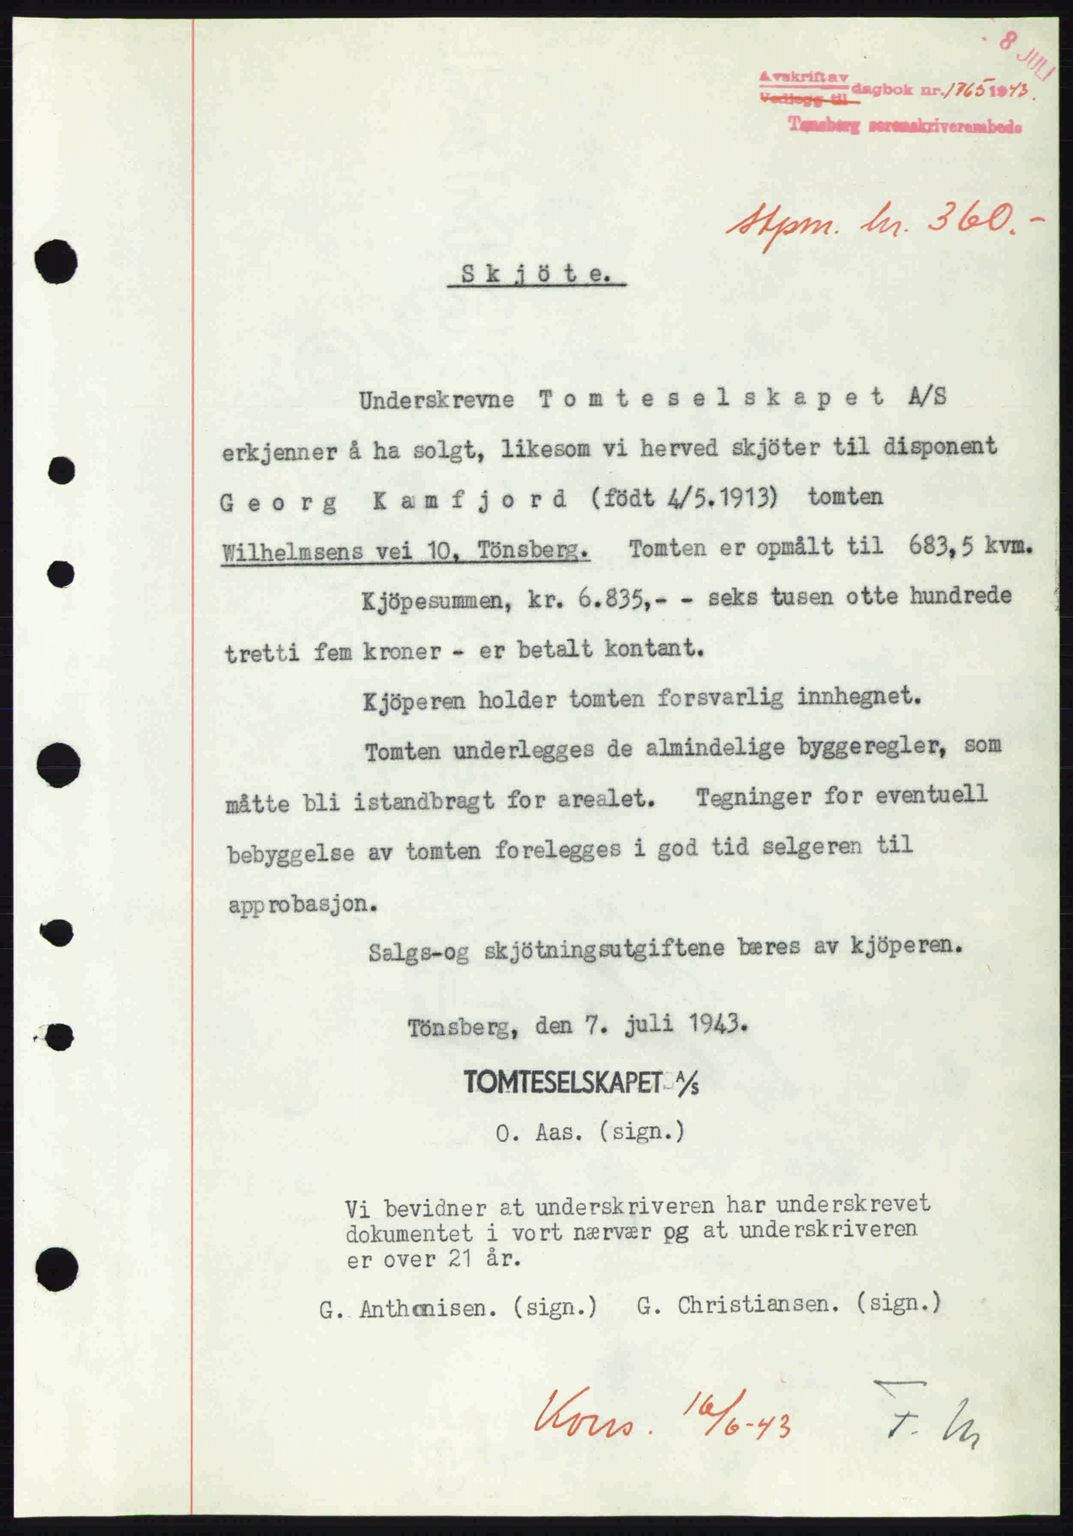 8 JULI
Avskrift av
Vedlegg til dagbok nr. 1765 1943.
Tønsberg sorenskriverembede
Stpm. kr. 360.-
Skjöte.
Underskrevne Tomteselskapet A/S
erkjenner å ha solgt, likesom vi herved skjöter til disponent
Georg Kamfjord (födt 4/5.1913) tomten
Wilhelmsens vei 10, Tönsberg. Tomten er opmålt til 683,5 kvm.
Kjöpesummen, kr. 6.835,- - seks tusen otte hundrede
tretti fem kroner - er betalt kontant.
Kjöperen holder tomten forsvarlig innhegnet.
Tomten underlegges de almindelige byggeregler, som
måtte bli istandbragt for arealet. Tegninger for eventuell
bebyggelse av tomten forelegges i god tid selgeren til
approbasjon.
Salgs-og skjötningsutgiftene bæres av kjöperen.
Tönsberg, den 7. juli 1943.
TOMTESELSKAPET A/S
O. Aas. (sign.)
Vi bevidner at underskriveren har underskrevet
dokumentet i vort nærvær og at underskriveren
er over 21 år.
G. Anthonisen. (sign.) G. Christiansen. (sign.)
Kons. 16/6-43